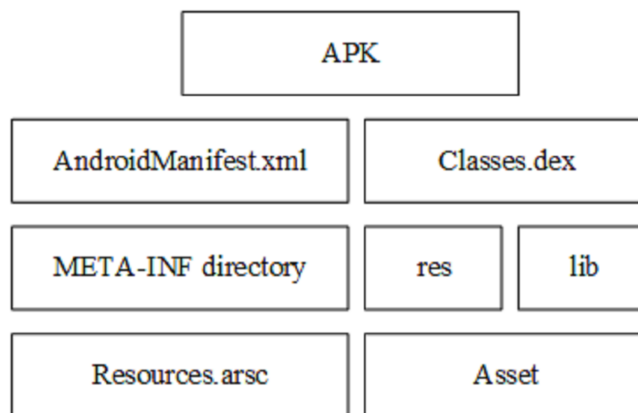 APK
AndroidManifest.xml
Classes.dex
META-INF directory
res
lib
Resources.arsc
Asset